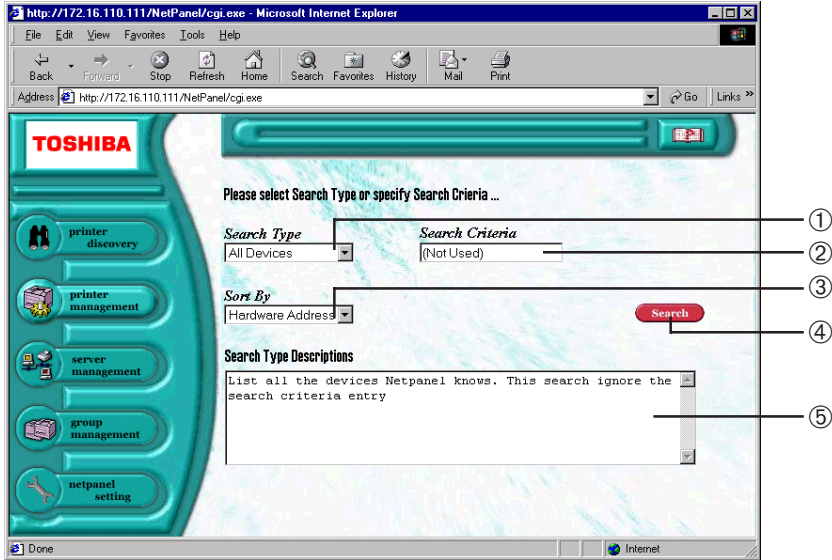 http://172.16.110.111/NetPanel/cgi.exe - Microsoft Internet Explorer
File Edit View Favorites Tools Help
Back Forward Stop Refresh Home Search Favorites History Mail Print
Address http://172.16.110.111/NetPanel/cgi.exe Go Links »
TOSHIBA
printer
discovery
printer
management
server
management
group
management
netpanel
setting
Please select Search Type or specify Search Crieria ...
Search Type Search Criteria
All Devices (Not Used)
Sort By
Hardware Address
Search
Search Type Descriptions
List all the devices Netpanel knows. This search ignore the
search criteria entry
①
②
③
④
⑤
Done Internet